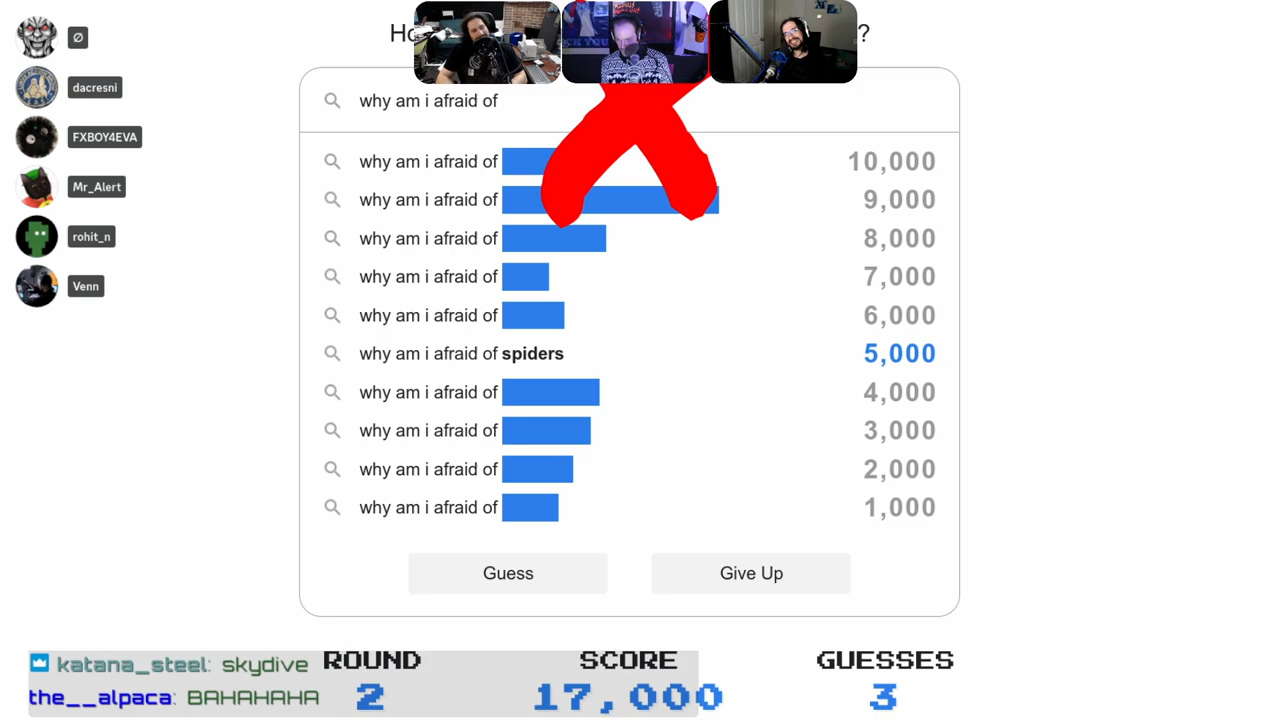 Ho ?
∅
dacresni
FXBOY4EVA
Mr_Alert
rohit_n
Venn
why am i afraid of
why am i afraid of 10,000
why am i afraid of 9,000
why am i afraid of 8,000
why am i afraid of 7,000
why am i afraid of 6,000
why am i afraid of spiders 5,000
why am i afraid of 4,000
why am i afraid of 3,000
why am i afraid of 2,000
why am i afraid of 1,000
Guess Give Up
katana_steel: skydive
the__alpaca: BAHAHAHA
ROUND SCORE GUESSES
2 17,000 3